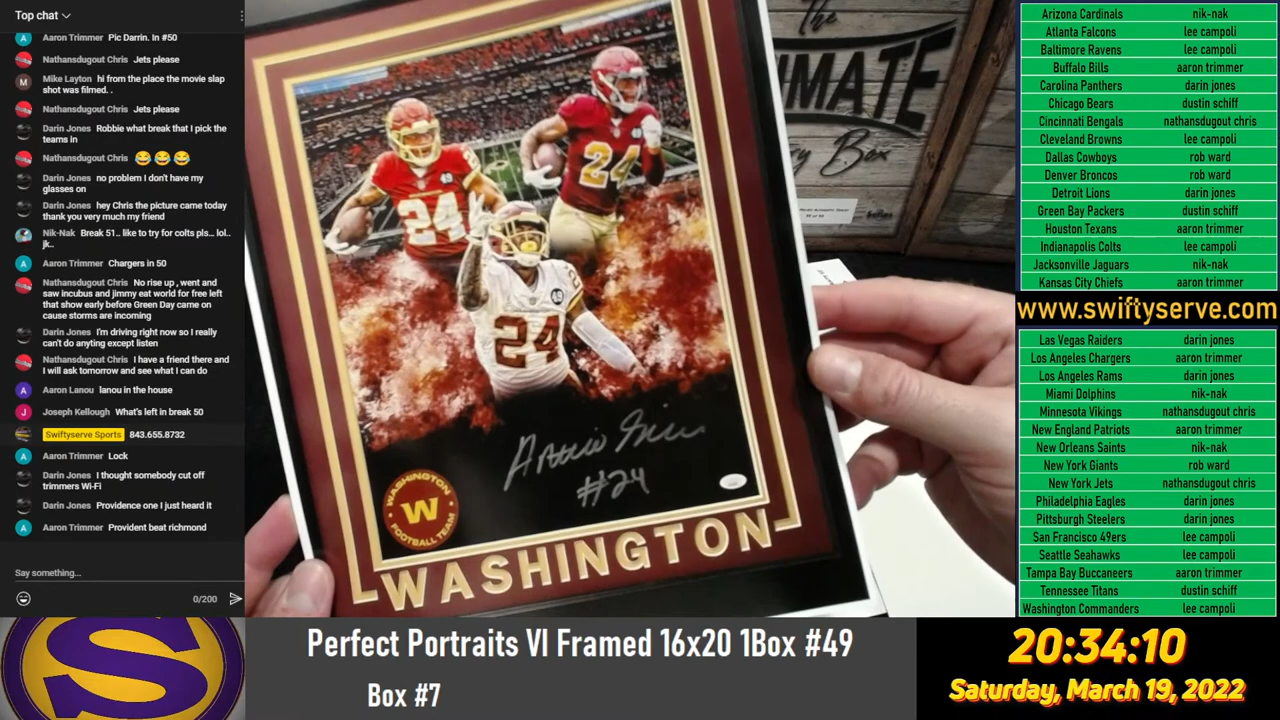 Top chat
Aaron Trimmer Pic Darrin. In #50
Nathansdugout Chris Jets please
Mike Layton hi from the place the movie slap
shot was filmed. .
Nathansdugout Chris Jets please
Darin Jones Robbie what break that I pick the
teams in
Nathansdugout Chris 😂😂😂
Darin Jones no problem I don't have my
glasses on
Darin Jones hey Chris the picture came today
thank you very much my friend
Nik-Nak Break 51.. like to try for colts pls... lol..
jk..
Aaron Trimmer Chargers in 50
Nathansdugout Chris No rise up , went and
saw incubus and jimmy eat world for free left
that show early before Green Day came on
cause storms are incoming
Darin Jones I'm driving right now so I really
can't do anyting except listen
Nathansdugout Chris I have a friend there and
I will ask tomorrow and see what I can do
Aaron Lanou lanou in the house
Joseph Kellough What's left in break 50
Swiftyserve Sports 843.655.8732
Aaron Trimmer Lock
Darin Jones I thought somebody cut off
trimmers Wi-Fi
Darin Jones Providence one I just heard it
Aaron Trimmer Provident beat richmond
Say something...
0/200
The
Box
24
24
49
24
#24
WASHINGTON
W
FOOTBALL TEAM
WASHINGTON
Arizona Cardinals nik-nak
Atlanta Falcons lee campoli
Baltimore Ravens lee campoli
Buffalo Bills aaron trimmer
Carolina Panthers darin jones
Chicago Bears dustin schiff
Cincinnati Bengals nathansdugout chris
Cleveland Browns lee campoli
Dallas Cowboys rob ward
Denver Broncos rob ward
Detroit Lions darin jones
Green Bay Packers dustin schiff
Houston Texans aaron trimmer
Indianapolis Colts lee campoli
Jacksonville Jaguars nik-nak
Kansas City Chiefs aaron trimmer
www.swiftyserve.com
Las Vegas Raiders darin jones
Los Angeles Chargers aaron trimmer
Los Angeles Rams darin jones
Miami Dolphins nik-nak
Minnesota Vikings nathansdugout chris
New England Patriots aaron trimmer
New Orleans Saints nik-nak
New York Giants rob ward
New York Jets nathansdugout chris
Philadelphia Eagles darin jones
Pittsburgh Steelers darin jones
San Francisco 49ers lee campoli
Seattle Seahawks lee campoli
Tampa Bay Buccaneers aaron trimmer
Tennessee Titans dustin schiff
Washington Commanders lee campoli
S
Perfect Portraits VI Framed 16x20 1Box #49
Box #7
20:34:10
Saturday, March 19, 2022